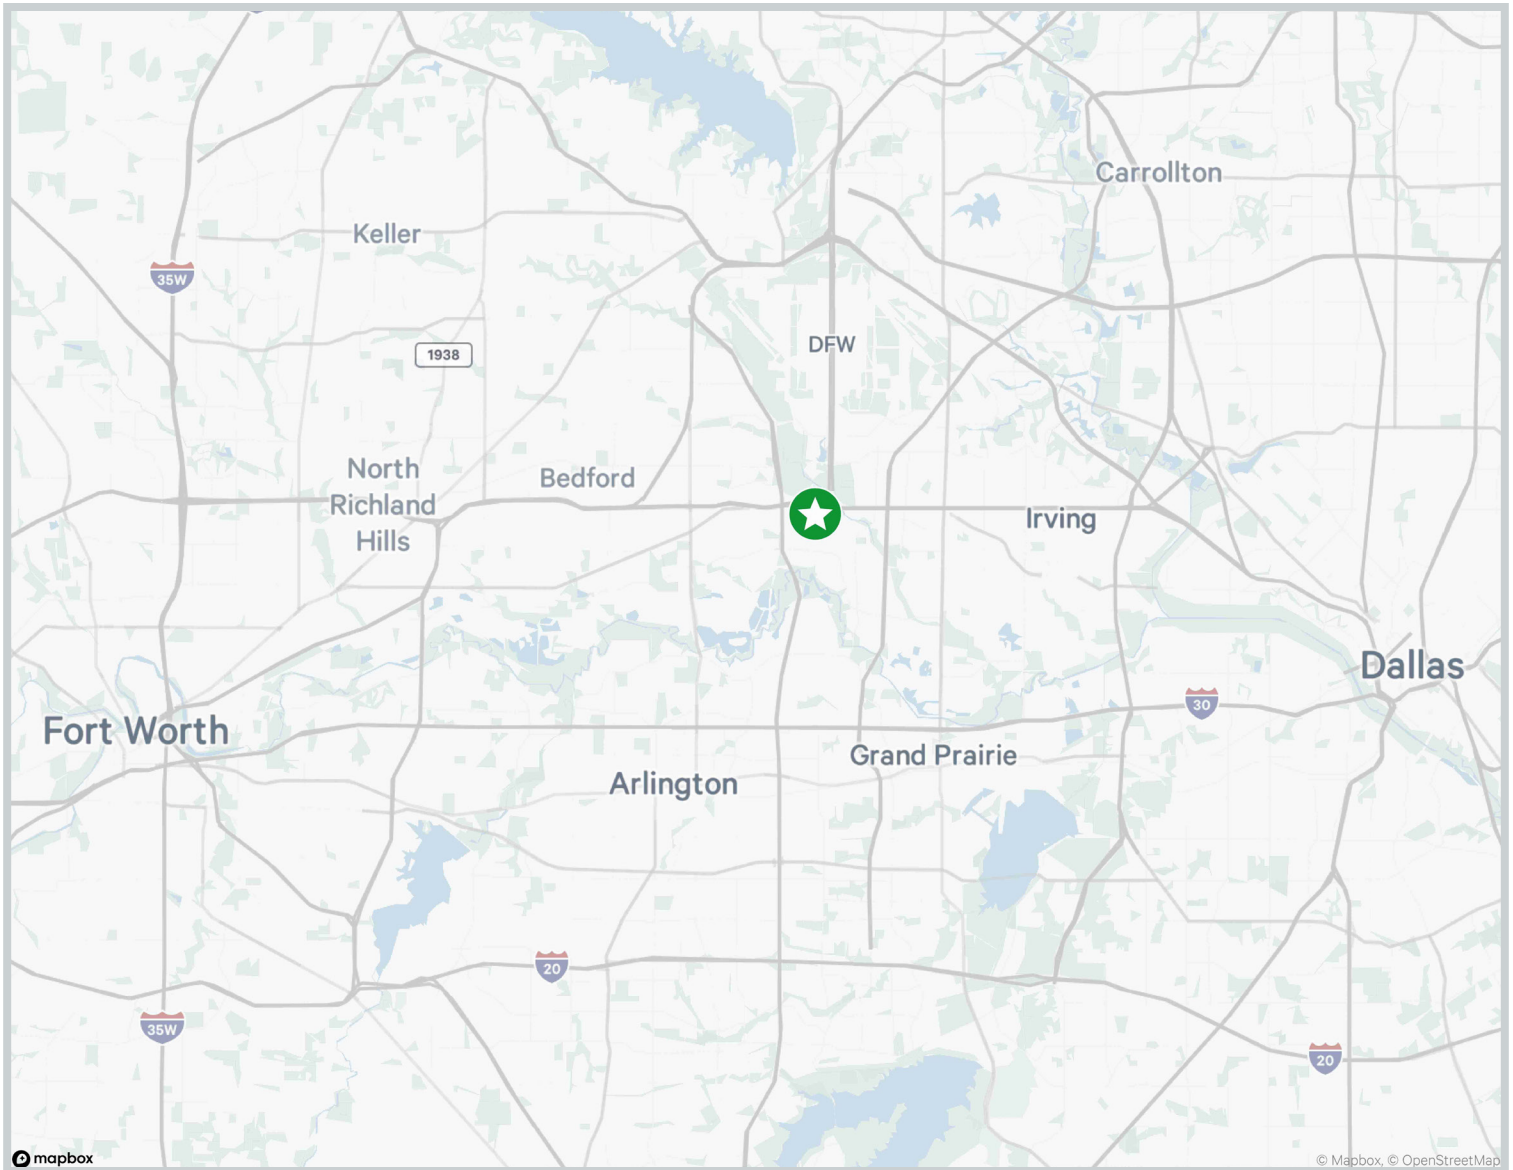 Carrollton
Keller
35W
DFW
1938
North
Richland
Hills
Bedford
Irving
Dallas
30
Fort Worth
Grand Prairie
Arlington
20
35W
20
mapbox
© Mapbox, © OpenStreetMap